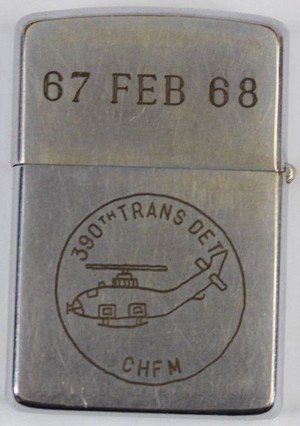 67 FEB 68
390TH TRANS DET
CHFM